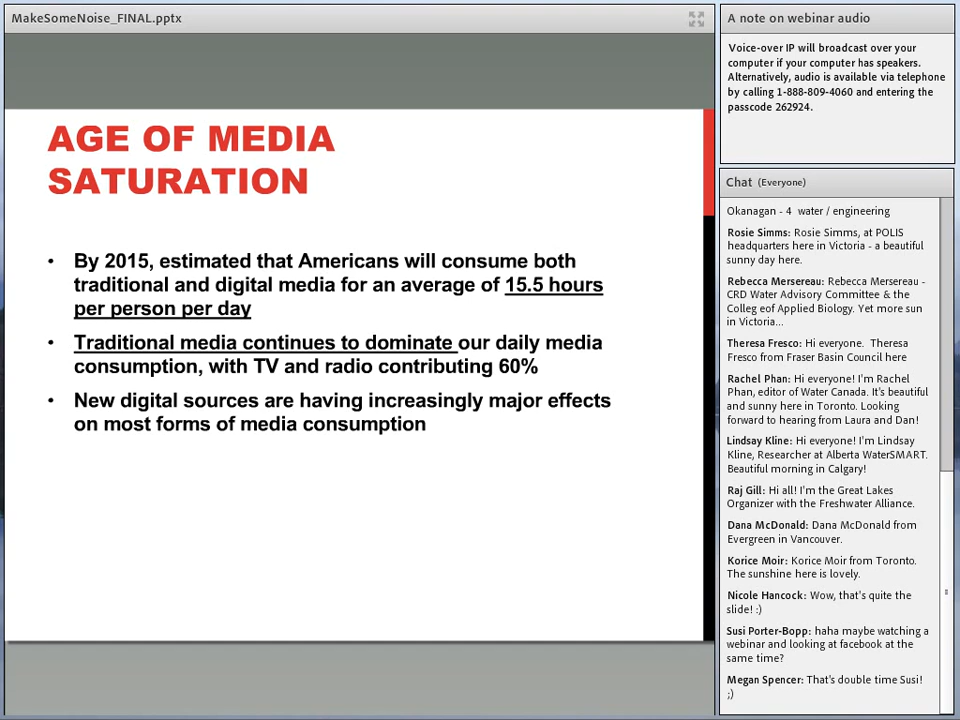 MakeSomeNoise_FINAL.pptx
AGE OF MEDIA
SATURATION
• By 2015, estimated that Americans will consume both
traditional and digital media for an average of 15.5 hours
per person per day
• Traditional media continues to dominate our daily media
consumption, with TV and radio contributing 60%
• New digital sources are having increasingly major effects
on most forms of media consumption
A note on webinar audio
Voice-over IP will broadcast over your
computer if your computer has speakers.
Alternatively, audio is available via telephone
by calling 1-888-809-4060 and entering the
passcode 262924.
Chat (Everyone)
Okanagan - 4 water / engineering
Rosie Simms: Rosie Simms, at POLIS
headquarters here in Victoria - a beautiful
sunny day here.
Rebecca Mersereau: Rebecca Mersereau -
CRD Water Advisory Committee & the
Colleg eof Applied Biology. Yet more sun
in Victoria...
Theresa Fresco: Hi everyone. Theresa
Fresco from Fraser Basin Council here
Rachel Phan: Hi everyone! I'm Rachel
Phan, editor of Water Canada. It's beautiful
and sunny here in Toronto. Looking
forward to hearing from Laura and Dan!
Lindsay Kline: Hi everyone! I'm Lindsay
Kline, Researcher at Alberta WaterSMART.
Beautiful morning in Calgary!
Raj Gill: Hi all! I'm the Great Lakes
Organizer with the Freshwater Alliance.
Dana McDonald: Dana McDonald from
Evergreen in Vancouver.
Korice Moir: Korice Moir from Toronto.
The sunshine here is lovely.
Nicole Hancock: Wow, that's quite the
slide! :)
Susi Porter-Bopp: haha maybe watching a
webinar and looking at facebook at the
same time?
Megan Spencer: That's double time Susi!
;)